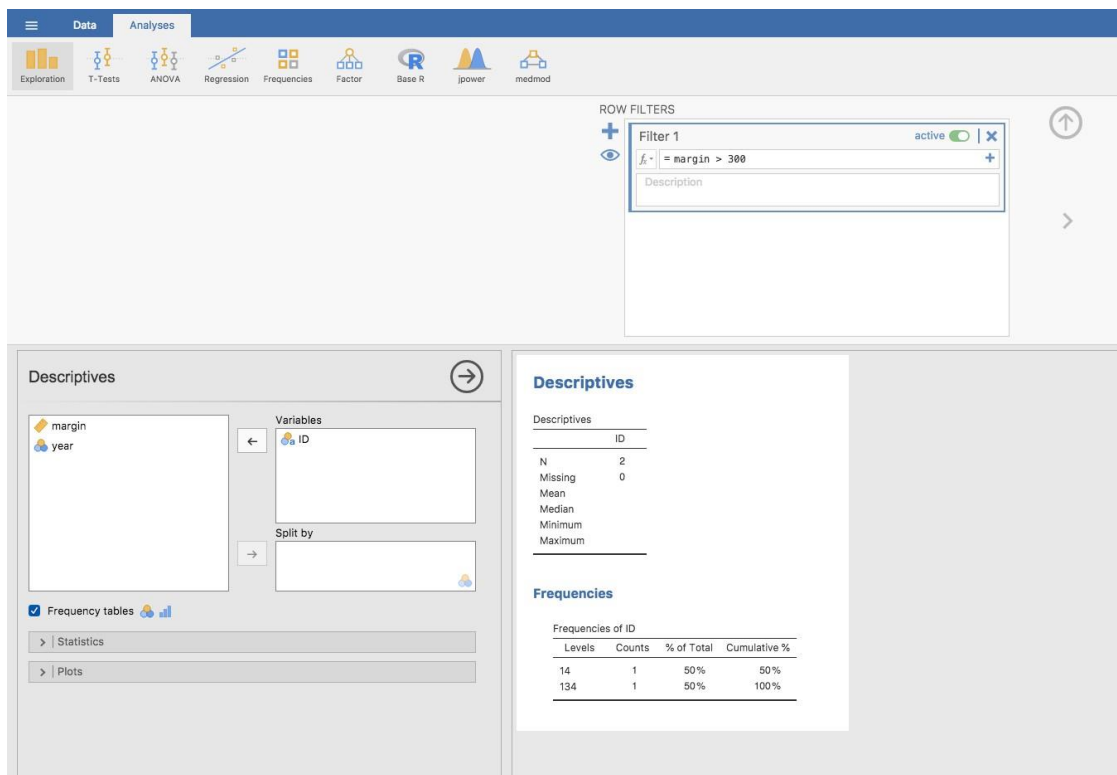 Data Analyses
Exploration T-Tests ANOVA Regression Frequencies Factor Base R jpower medmod
ROW FILTERS
Filter 1 active
fx = margin > 300
Description
Descriptives
margin
year
Variables
ID
Split by
Frequency tables
Statistics
Plots
Descriptives
Descriptives
ID
N 2
Missing 0
Mean
Median
Minimum
Maximum
Frequencies
Frequencies of ID
Levels Counts % of Total Cumulative %
14 1 50% 50%
134 1 50% 100%